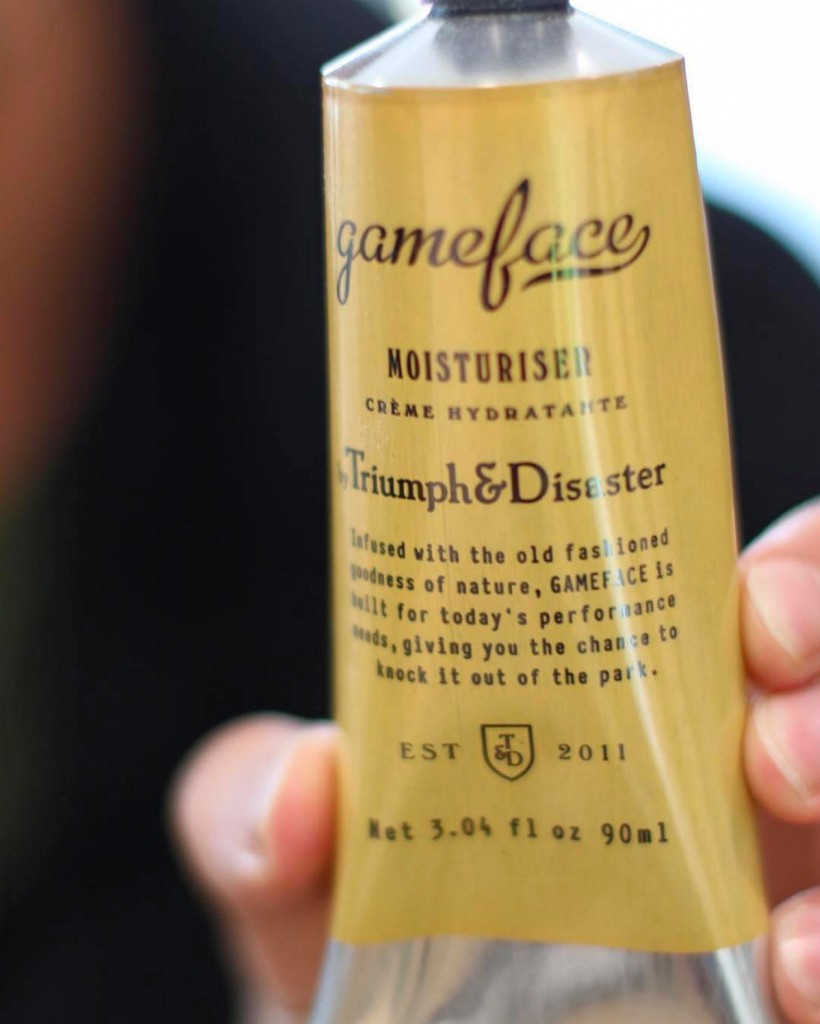 gameface
MOISTURISER
CRÈME HYDRATANTE
by Triumph&Disaster
Infused with the old fashioned
goodness of nature, GAMEFACE is
built for today's performance
needs, giving you the chance to
knock it out of the park.
EST T&D 2011
Net 3.04 fl oz 90ml